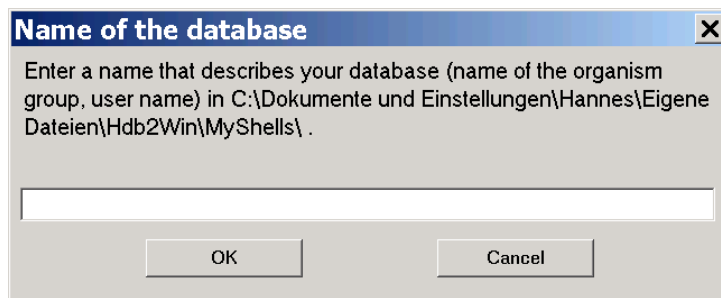 Name of the database
Enter a name that describes your database (name of the organism
group, user name) in C:\Dokumente und Einstellungen\Hannes\Eigene
Dateien\Hdb2Win\MyShells\ .
OK Cancel